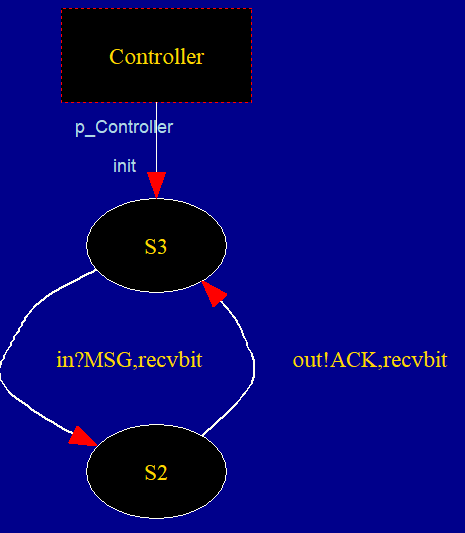 Controller
p_Controller
init
S3
in?MSG,recvbit
out!ACK,recvbit
S2